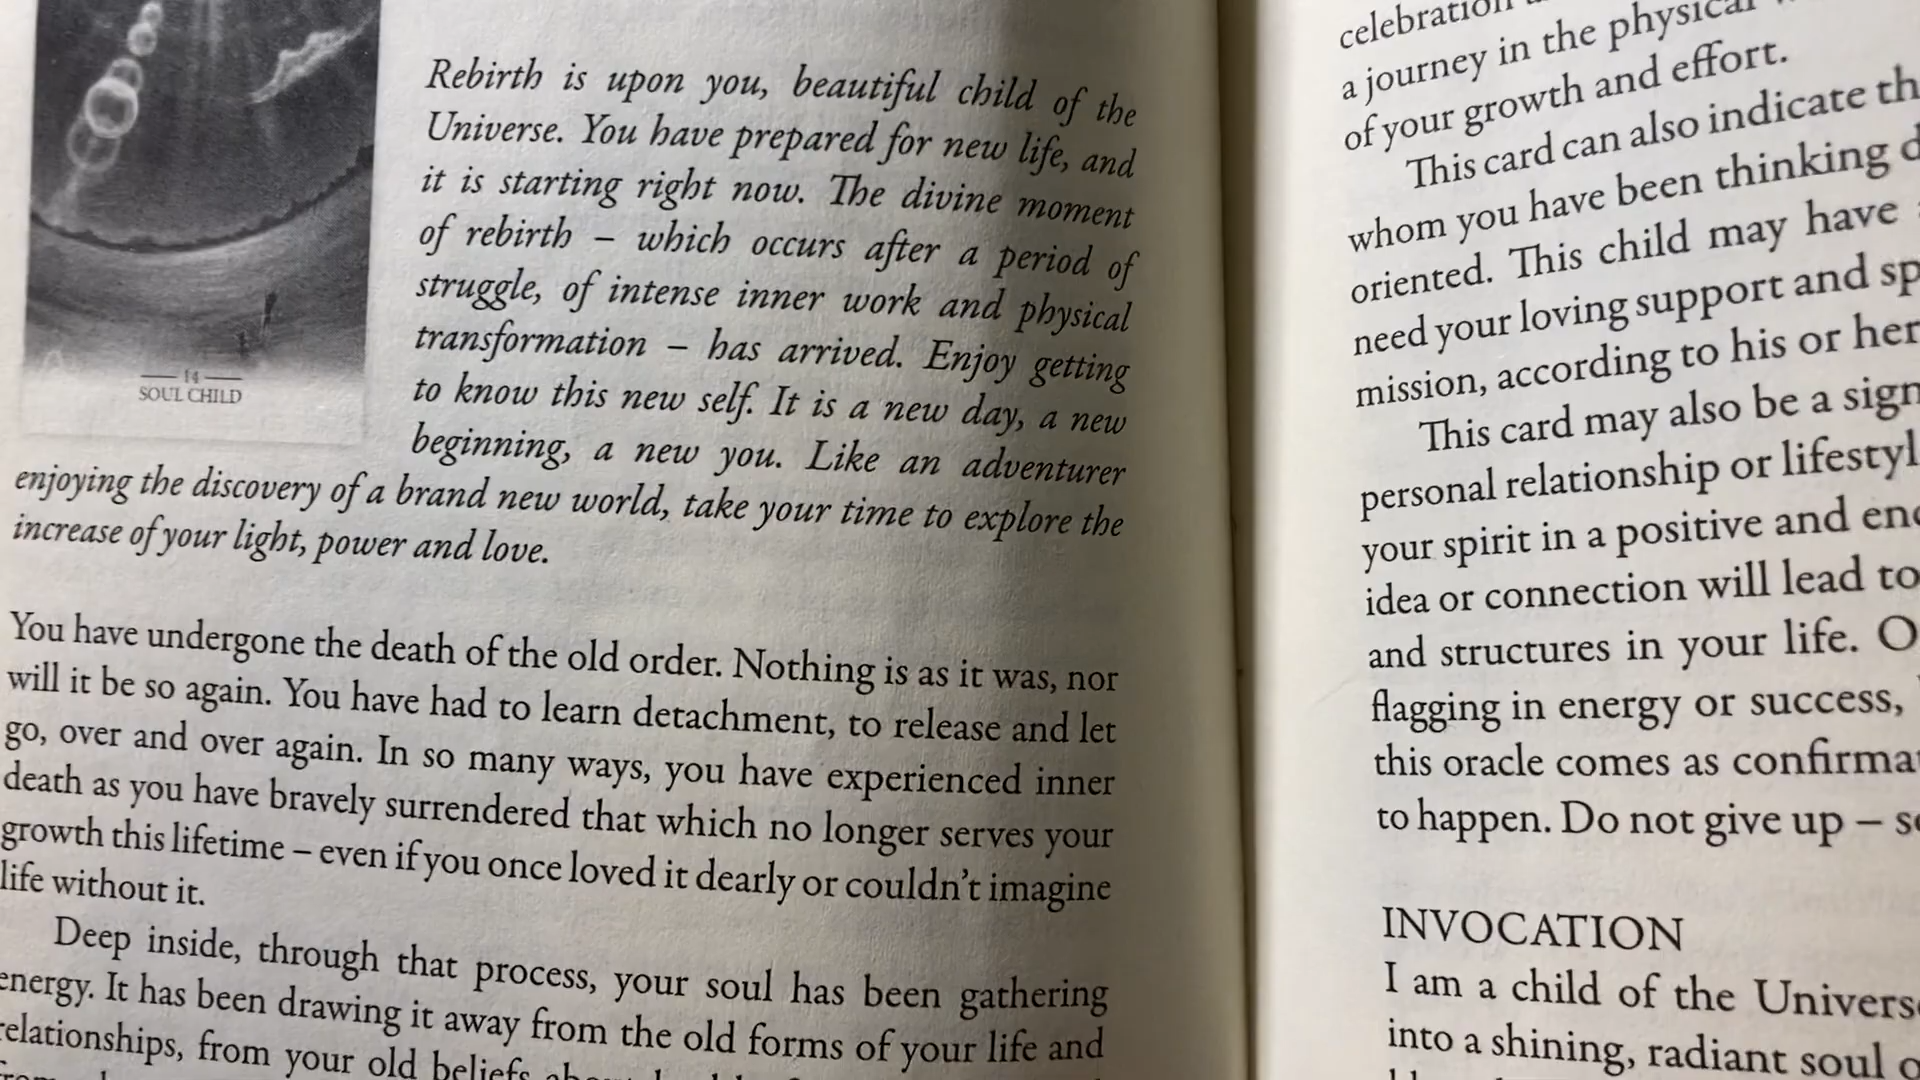 14
SOUL CHILD
Rebirth is upon you, beautiful child of the
Universe. You have prepared for new life, and
it is starting right now. The divine moment
of rebirth – which occurs after a period of
struggle, of intense inner work and physical
transformation – has arrived. Enjoy getting
to know this new self. It is a new day, a new
beginning, a new you. Like an adventurer
enjoying the discovery of a brand new world, take your time to explore the
increase of your light, power and love.
You have undergone the death of the old order. Nothing is as it was, nor
will it be so again. You have had to learn detachment, to release and let
go, over and over again. In so many ways, you have experienced inner
death as you have bravely surrendered that which no longer serves your
growth this lifetime – even if you once loved it dearly or couldn't imagine
life without it.
Deep inside, through that process, your soul has been gathering
energy. It has been drawing it away from the old forms of your life and
relationships, from your old beliefs
celebration
a journey in the physical
of your growth and effort.
This card can also indicate
whom you have been thinking
oriented. This child may have
need your loving support and
mission, according to his or her
This card may also be a sign
personal relationship or
your spirit in a positive and
idea or connection will lead to
and structures in your life.
flagging in energy or success,
this oracle comes as
to happen. Do not give up –
INVOCATION
I am a child of the
into a shining, radiant soul